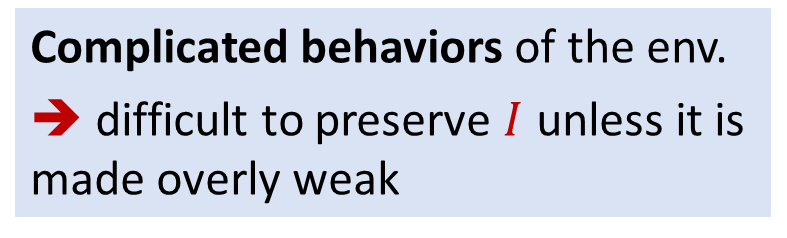 Complicated behaviors of the env.
➔ difficult to preserve I unless it is
made overly weak